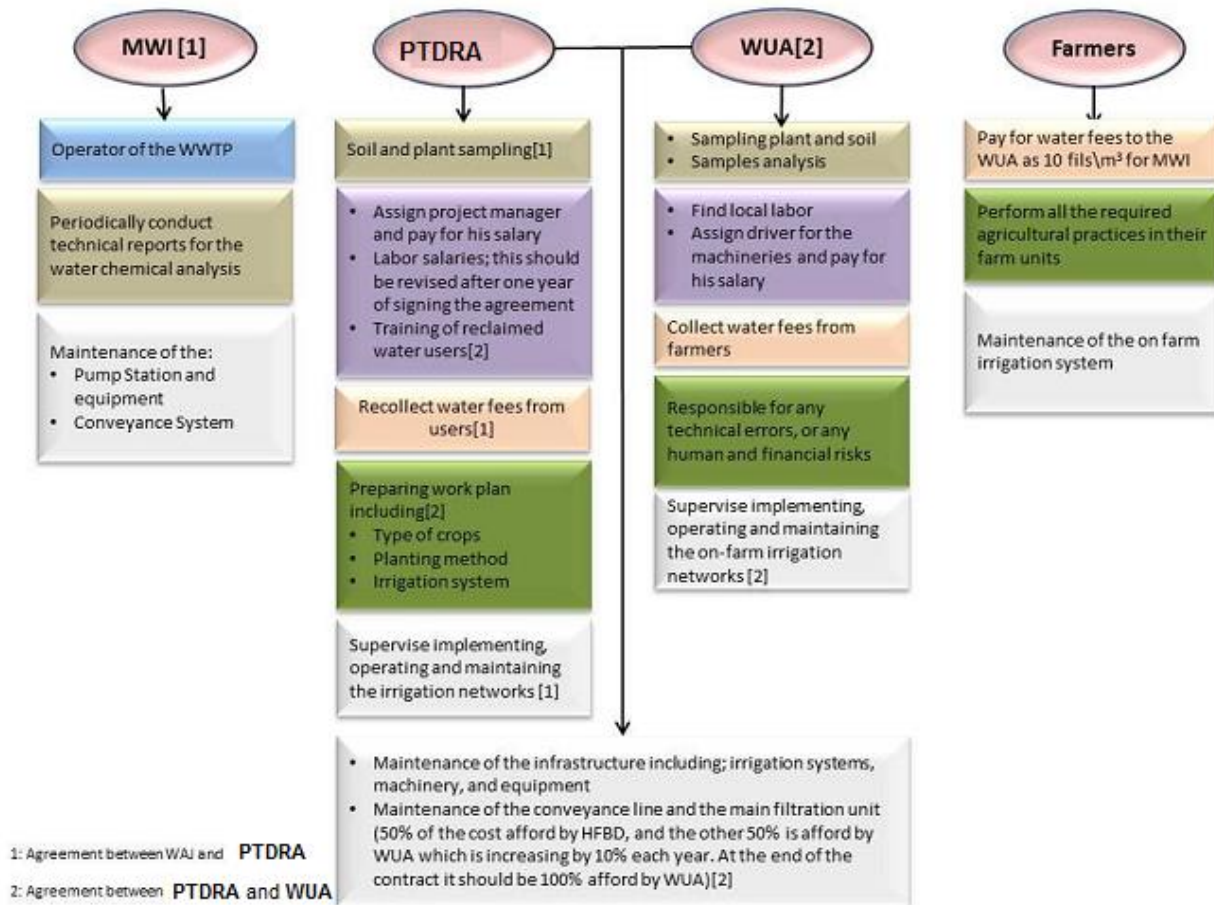 MWI [1]
PTDRA
WUA[2]
Farmers
Operator of the WWTP
Periodically conduct
technical reports for the
water chemical analysis
Maintenance of the:
• Pump Station and
equipment
• Conveyance System
Soil and plant sampling[1]
• Assign project manager
and pay for his salary
• Labor salaries; this should
be revised after one year
of signing the agreement
• Training of reclaimed
water users[2]
Recollect water fees from
users[1]
Preparing work plan
including[2]
• Type of crops
• Planting method
• Irrigation system
Supervise implementing,
operating and maintaining
the irrigation networks [1]
• Sampling plant and soil
• Samples analysis
• Find local labor
• Assign driver for the
machineries and pay for
his salary
Collect water fees from
farmers
Responsible for any
technical errors, or any
human and financial risks
Supervise implementing,
operating and maintaining
the on-farm irrigation
networks [2]
Pay for water fees to the
WUA as 10 fils\m³ for MWI
Perform all the required
agricultural practices in their
farm units
Maintenance of the on farm
irrigation system
• Maintenance of the infrastructure including; irrigation systems,
machinery, and equipment
• Maintenance of the conveyance line and the main filtration unit
(50% of the cost afford by HFBD, and the other 50% is afford by
WUA which is increasing by 10% each year. At the end of the
contract it should be 100% afford by WUA)[2]
1: Agreement between WAJ and PTDRA
2: Agreement between PTDRA and WUA